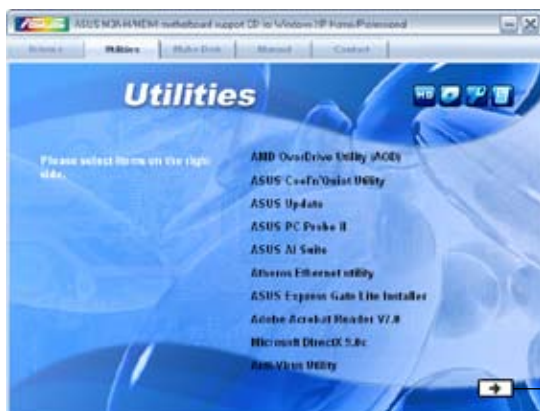 ASUS motherboard support CD for Windows XP Home/Professional
Drivers Utilities Make Disk Manual Contact
Utilities
Please select items on the right
side.
AMD OverDrive Utility (AOD)
ASUS Cool'n'Quiet Utility
ASUS Update
ASUS PC Probe II
ASUS AI Suite
Atheros Ethernet utility
ASUS Express Gate Lite Installer
Adobe Acrobat Reader V7.0
Microsoft DirectX 9.0c
Anti-Virus Utility